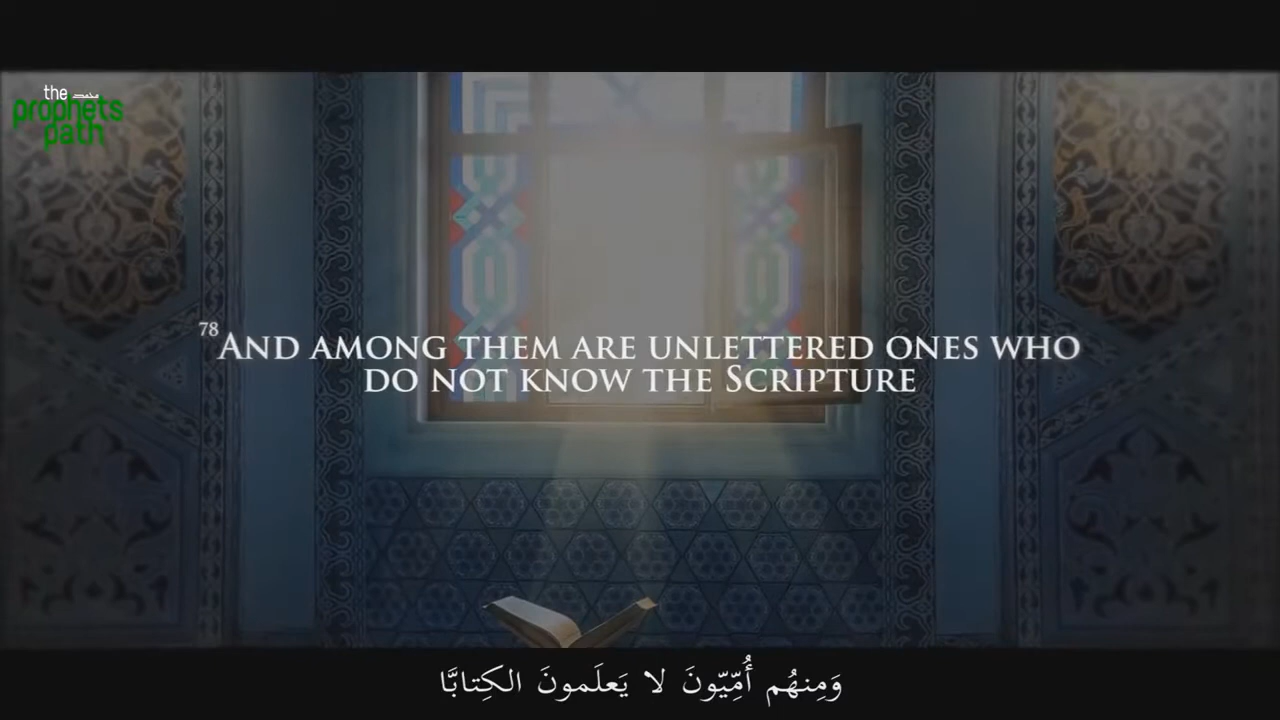 the
prophets
path
78 AND AMONG THEM ARE UNLETTERED ONES WHO
DO NOT KNOW THE SCRIPTURE
وَمِنهُم أُمِّيّونَ لا يَعلَمونَ الكِتابَّا